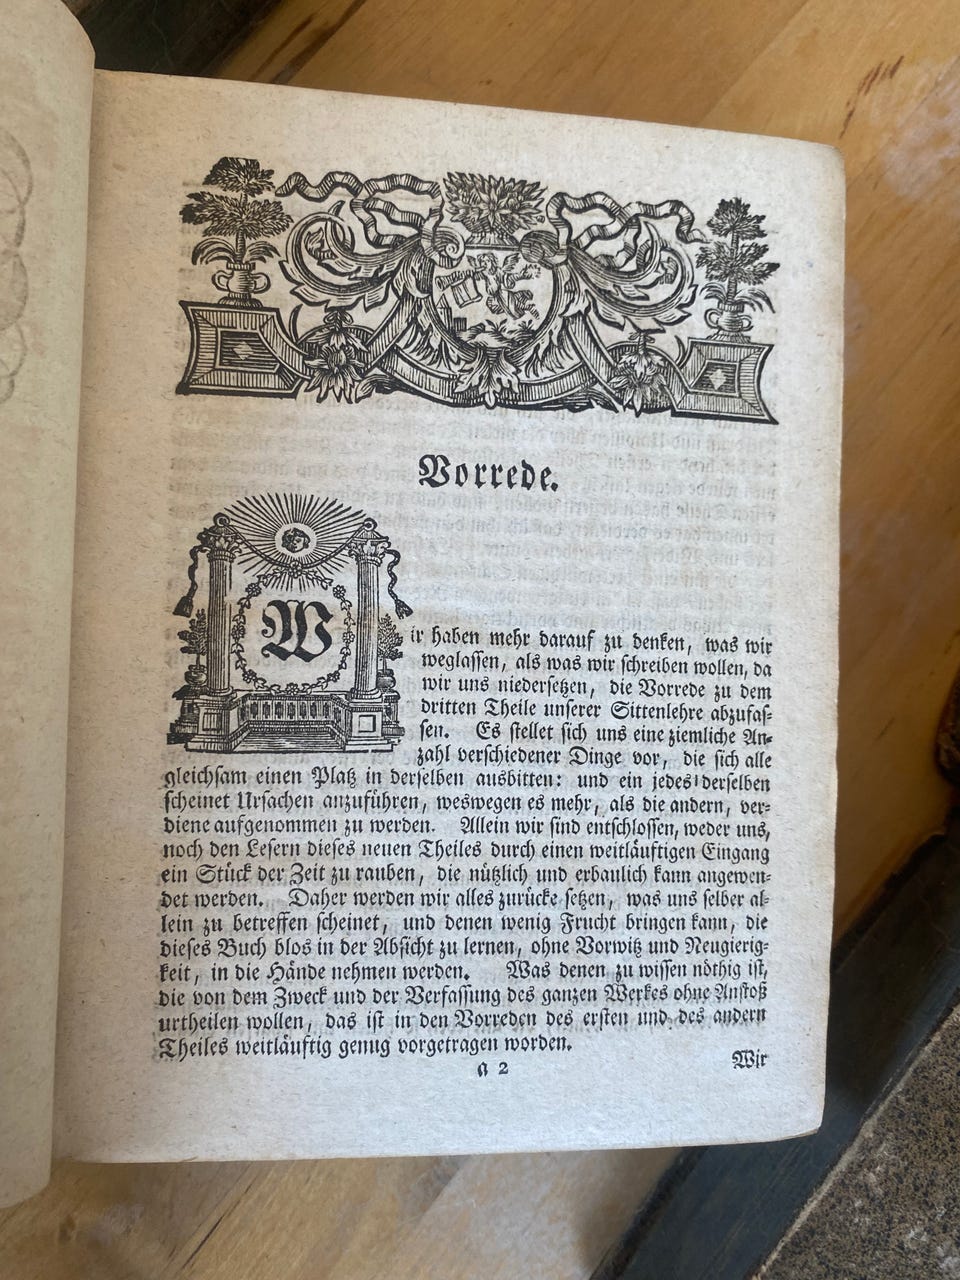 Vorrede.
Wir haben mehr darauf zu denken, was wir
weglassen, als was wir schreiben wollen, da
wir uns niedersetzen, die Vorrede zu dem
dritten Theile unserer Sittenlehre abzufas-
sen. Es stellet sich uns eine ziemliche An-
zahl verschiedener Dinge vor, die sich alle
gleichsam einen Platz in derselben ausbitten: und ein jedes derselben
scheinet Ursachen anzuführen, weswegen es mehr, als die andern, ver-
diene aufgenommen zu werden. Allein wir sind entschlossen, weder uns,
noch den Lesern dieses neuen Theiles durch einen weitläuftigen Eingang
ein Stück der Zeit zu rauben, die nützlich und erbaulich kann angewen-
det werden. Daher werden wir alles zurücke setzen, was uns selber al-
lein zu betreffen scheinet, und denen wenig Frucht bringen kann, die
dieses Buch blos in der Absicht zu lernen, ohne Vorwitz und Neugierig-
keit, in die Hände nehmen werden. Was denen zu wissen nöthig ist,
die von dem Zweck und der Verfassung des ganzen Werkes ohne Anstoß
urtheilen wollen, das ist in den Vorreden des ersten und des andern
Theiles weitläuftig genug vorgetragen worden.
a 2 Wir